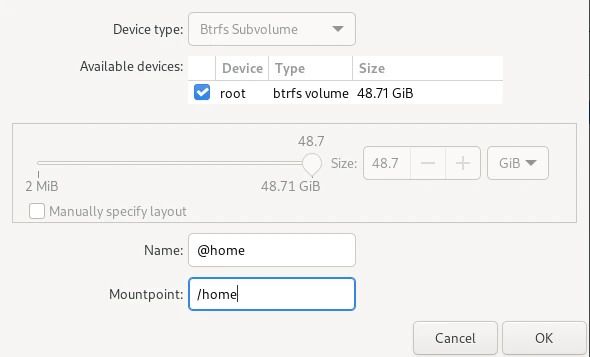 Device type: Btrfs Subvolume
Available devices: Device Type Size
root btrfs volume 48.71 GiB
48.7
Size: 48.7 GiB
2 MiB 48.71 GiB
Manually specify layout
Name: @home
Mountpoint: /home
Cancel OK